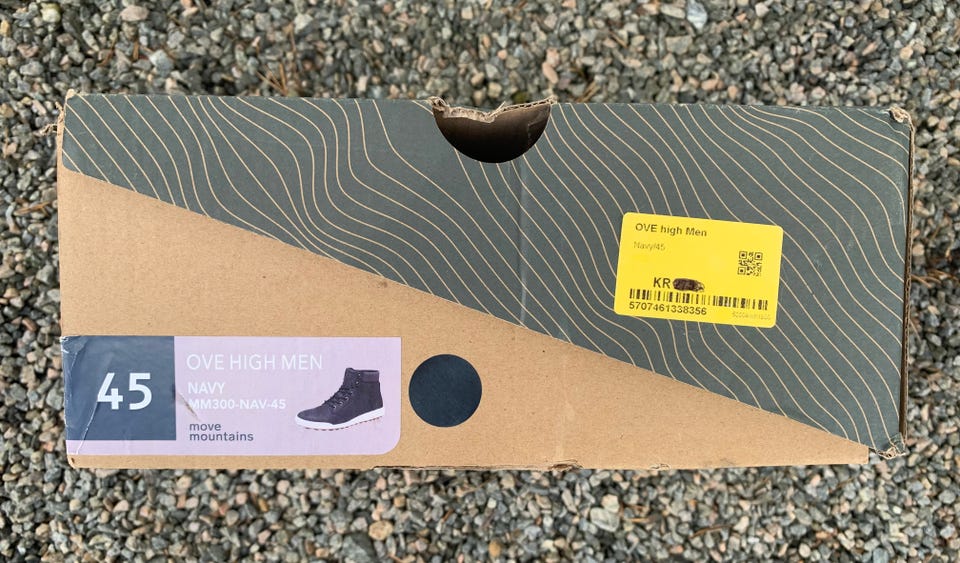 OVE high Men
Navy/45
KR
5707461338356
45
OVE HIGH MEN
NAVY
MM300-NAV-45
move
mountains